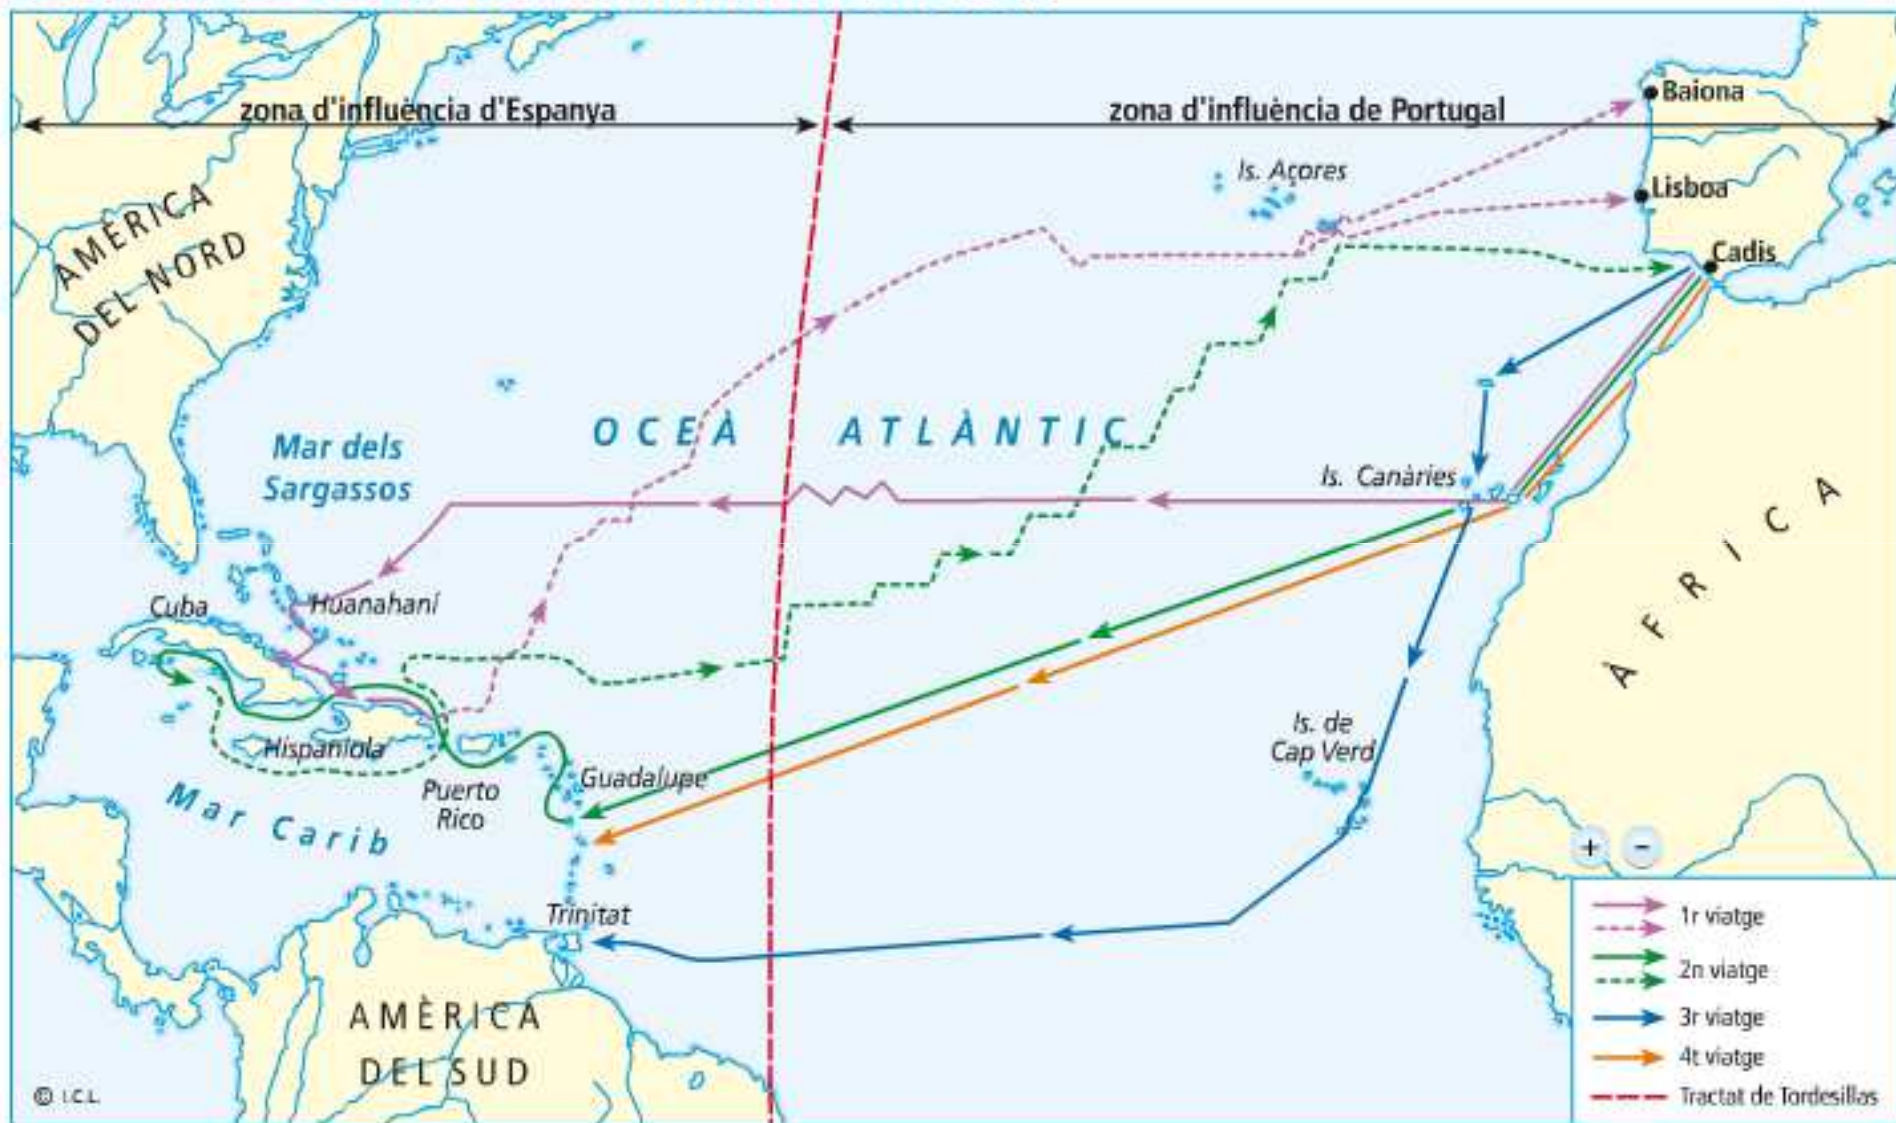 zona d'influència d'Espanya
zona d'influència de Portugal
Baiona
Is. Açores
Lisboa
Cadis
AMÈRICA
DEL NORD
OCEÀ ATLÀNTIC
Mar dels
Sargassos
Is. Canàries
ÀFRICA
Cuba
Huanahaní
Hispaniola
Guadalupe
Puerto
Rico
Mar Carib
Is. de
Cap Verd
Trinitat
AMÈRICA
DEL SUD
+ −
1r viatge
2n viatge
3r viatge
4t viatge
Tractat de Tordesillas
© I.C.L.